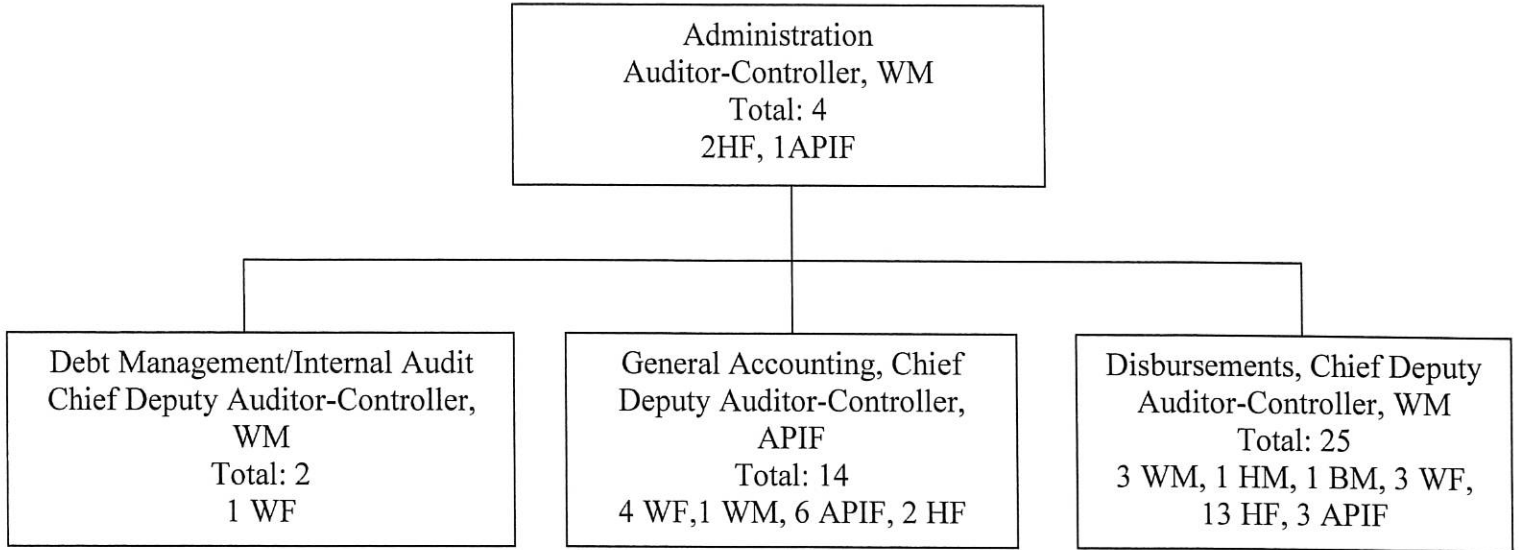 Administration
Auditor-Controller, WM
Total: 4
2HF, 1APIF
Debt Management/Internal Audit
Chief Deputy Auditor-Controller,
WM
Total: 2
1 WF
General Accounting, Chief
Deputy Auditor-Controller,
APIF
Total: 14
4 WF,1 WM, 6 APIF, 2 HF
Disbursements, Chief Deputy
Auditor-Controller, WM
Total: 25
3 WM, 1 HM, 1 BM, 3 WF,
13 HF, 3 APIF